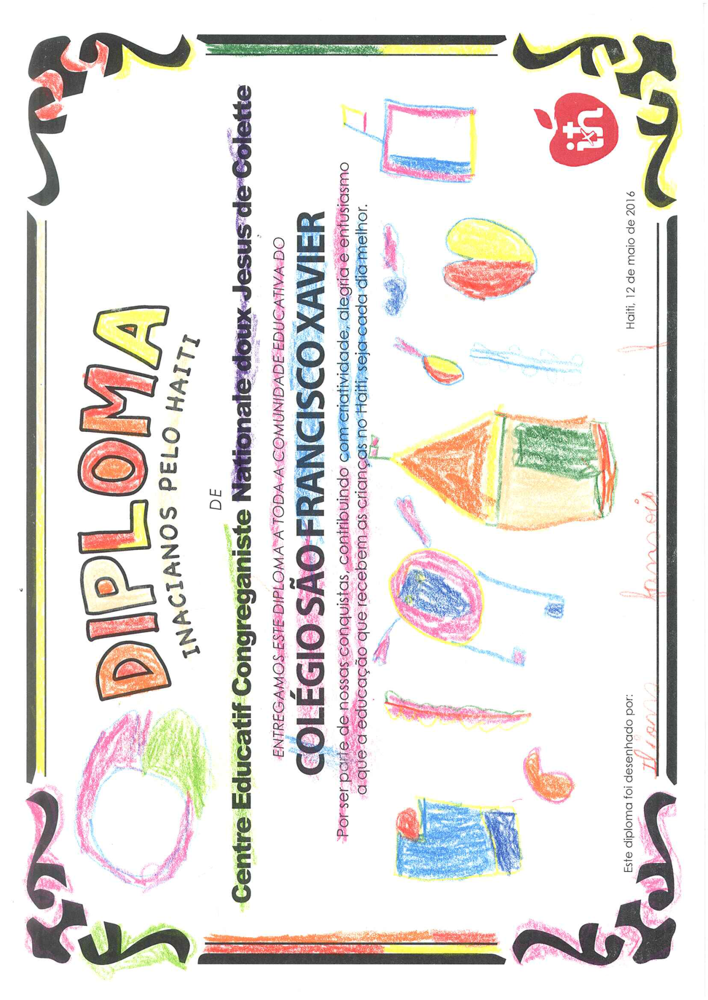 DIPLOMA
INACIANOS PELO HAITI
DE
Centre Educatif Congreganiste Nationale doux Jesus de Colette
ENTREGAMOS ESTE DIPLOMA A TODA A COMUNIDADE EDUCATIVA DO
COLÉGIO SÃO FRANCISCO XAVIER
Por ser parte de nossas conquistas, contribuindo com criatividade, alegria e entusiasmo
a que a educação que recebem as crianças no Haiti, seja cada dia melhor.
ixh
Este diploma foi desenhado por:
Haiti, 12 de maio de 2016